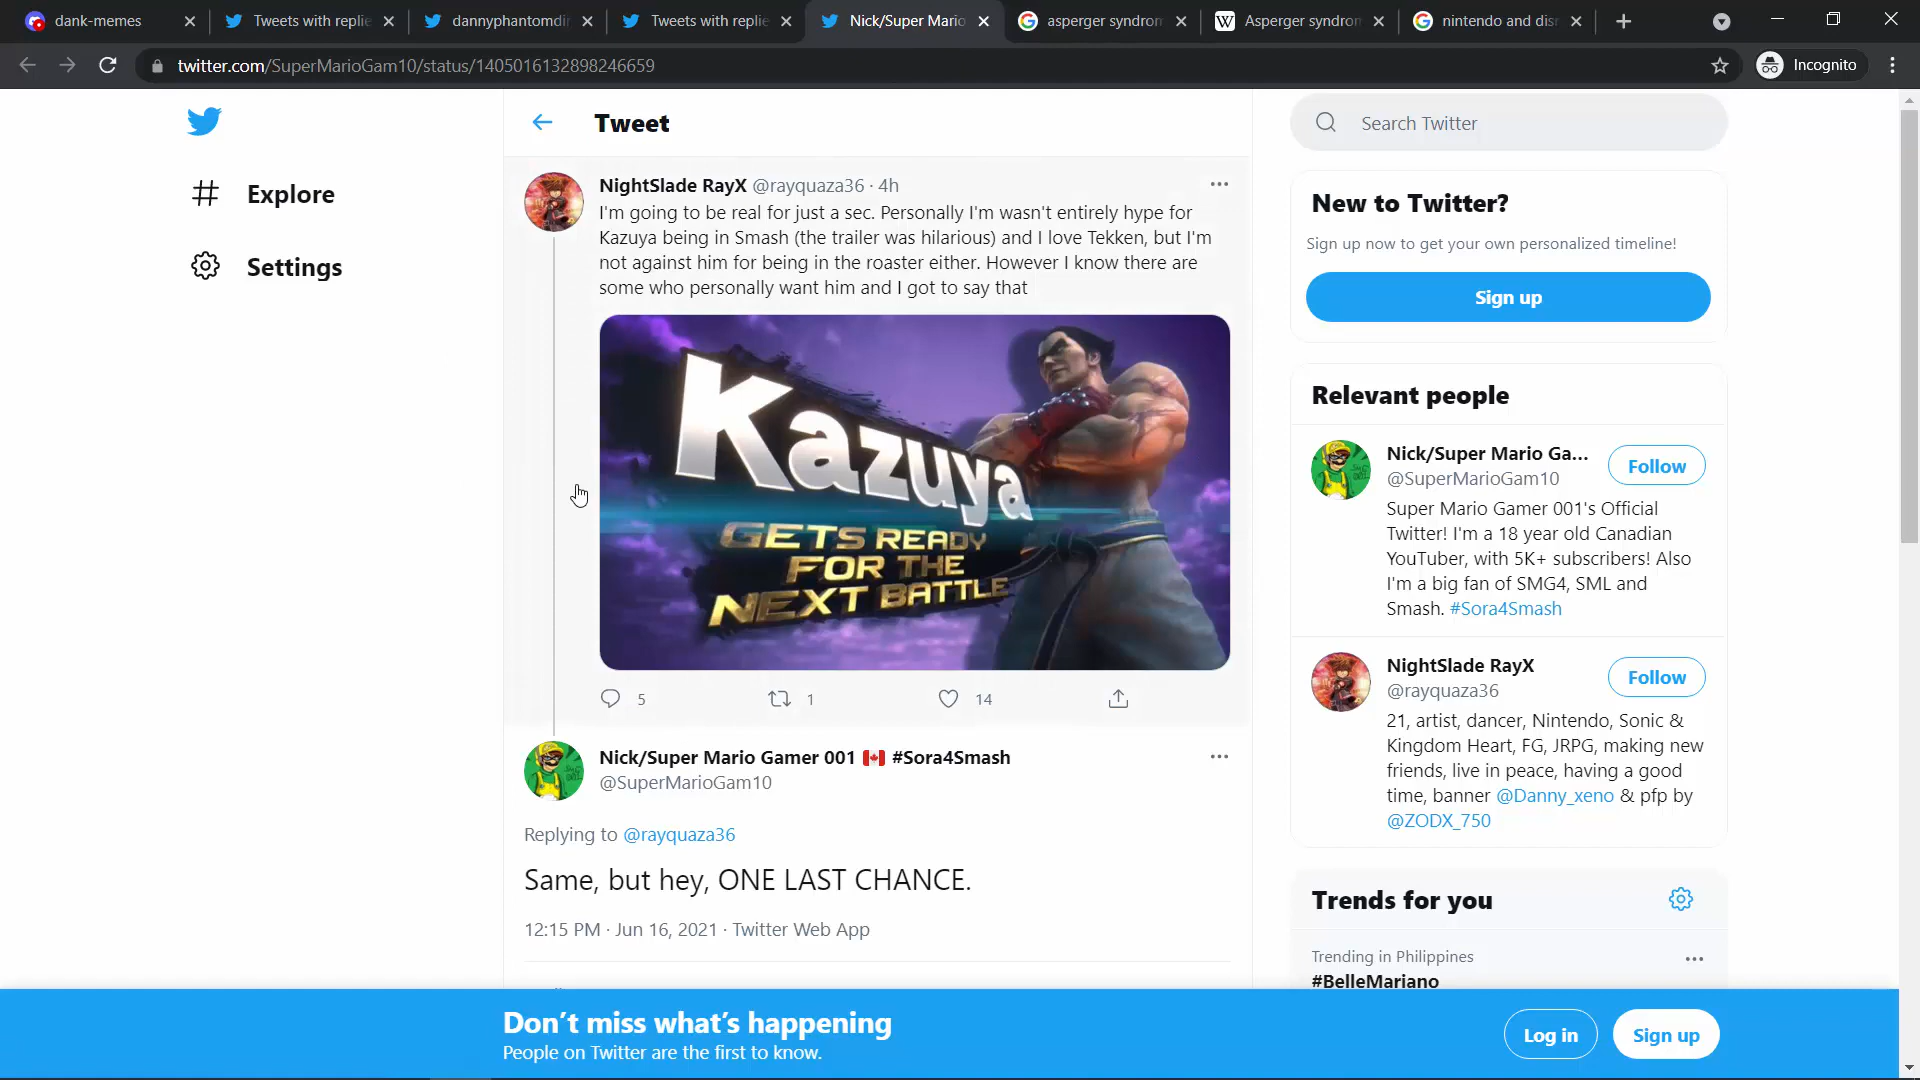 dank-memes
Tweets with replie
dannyphantomdi
Tweets with replie
Nick/Super Mario
asperger syndrom
Asperger syndrom
nintendo and dis
twitter.com/SuperMarioGam10/status/1405016132898246659
Incognito
Explore
Settings
Tweet
NightSlade RayX @rayquaza36 · 4h
I'm going to be real for just a sec. Personally I'm wasn't entirely hype for
Kazuya being in Smash (the trailer was hilarious) and I love Tekken, but I'm
not against him for being in the roaster either. However I know there are
some who personally want him and I got to say that
Kazuya
GETS READY
FOR THE
NEXT BATTLE
5
1
14
Nick/Super Mario Gamer 001 🇨🇦 #Sora4Smash
@SuperMarioGam10
Replying to @rayquaza36
Same, but hey, ONE LAST CHANCE.
12:15 PM · Jun 16, 2021 · Twitter Web App
Search Twitter
New to Twitter?
Sign up now to get your own personalized timeline!
Sign up
Relevant people
Nick/Super Mario Ga...
@SuperMarioGam10
Follow
Super Mario Gamer 001's Official
Twitter! I'm a 18 year old Canadian
YouTuber, with 5K+ subscribers! Also
I'm a big fan of SMG4, SML and
Smash. #Sora4Smash
NightSlade RayX
@rayquaza36
Follow
21, artist, dancer, Nintendo, Sonic &
Kingdom Heart, FG, JRPG, making new
friends, live in peace, having a good
time, banner @Danny_xeno & pfp by
@ZODX_750
Trends for you
Trending in Philippines
#BelleMariano
Don't miss what's happening
People on Twitter are the first to know.
Log in
Sign up